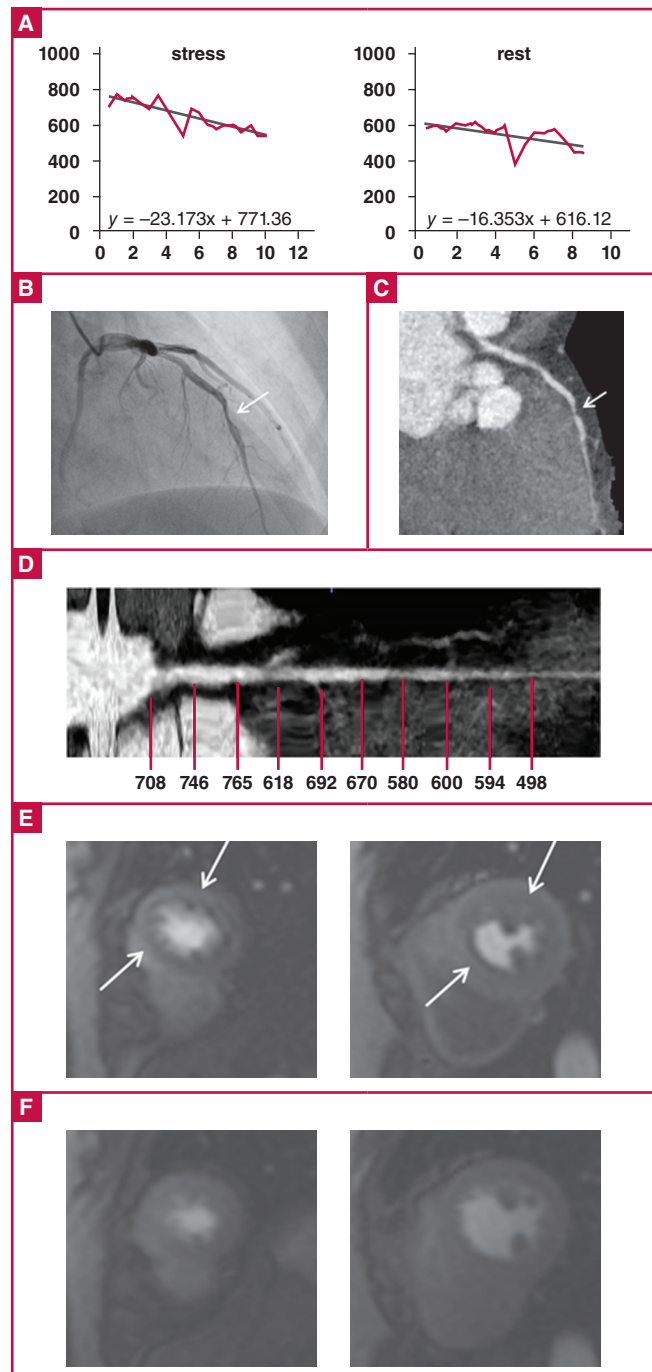 A
stress
1000
800
600
400
200
0
y = –23.173x + 771.36
0 2 4 6 8 10 12
rest
1000
800
600
400
200
0
y = –16.353x + 616.12
0 2 4 6 8 10
B
C
D
708 746 765 618 692 670 580 600 594 498
E
F